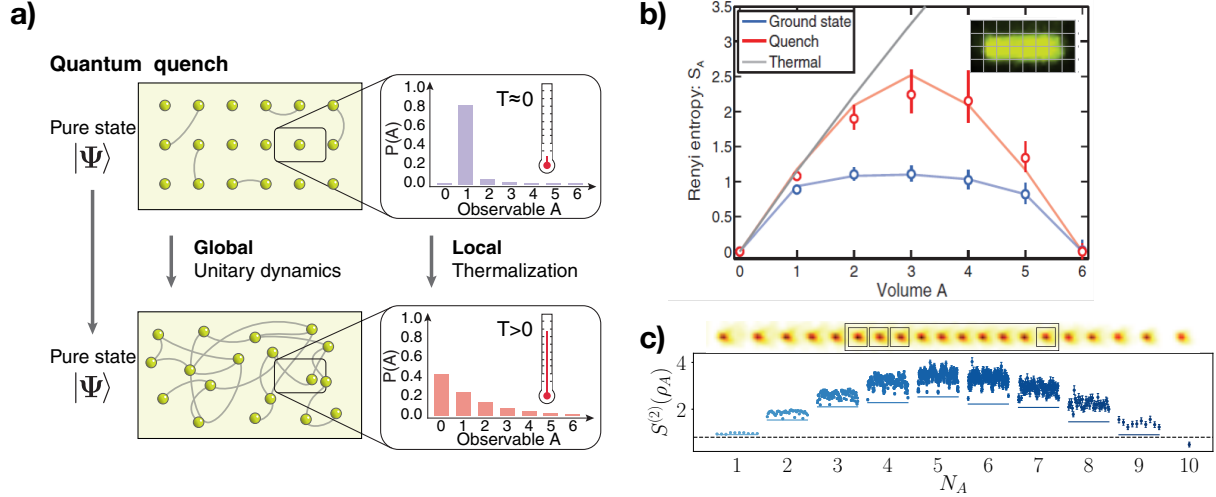 a)
Quantum quench
Pure state
|Ψ⟩
P(A)
1.0
0.8
0.6
0.4
0.2
0.0
T≈0
0 1 2 3 4 5 6
Observable A
Global
Unitary dynamics
Local
Thermalization
Pure state
|Ψ⟩
P(A)
1.0
0.8
0.6
0.4
0.2
0.0
T>0
0 1 2 3 4 5 6
Observable A
b)
Renyi entropy: S_A
3.5
3
2.5
2
1.5
1
0.5
0
Ground state
Quench
Thermal
0 1 2 3 4 5 6
Volume A
c)
S^(2)(ρ_A)
4
2
1 2 3 4 5 6 7 8 9 10
N_A